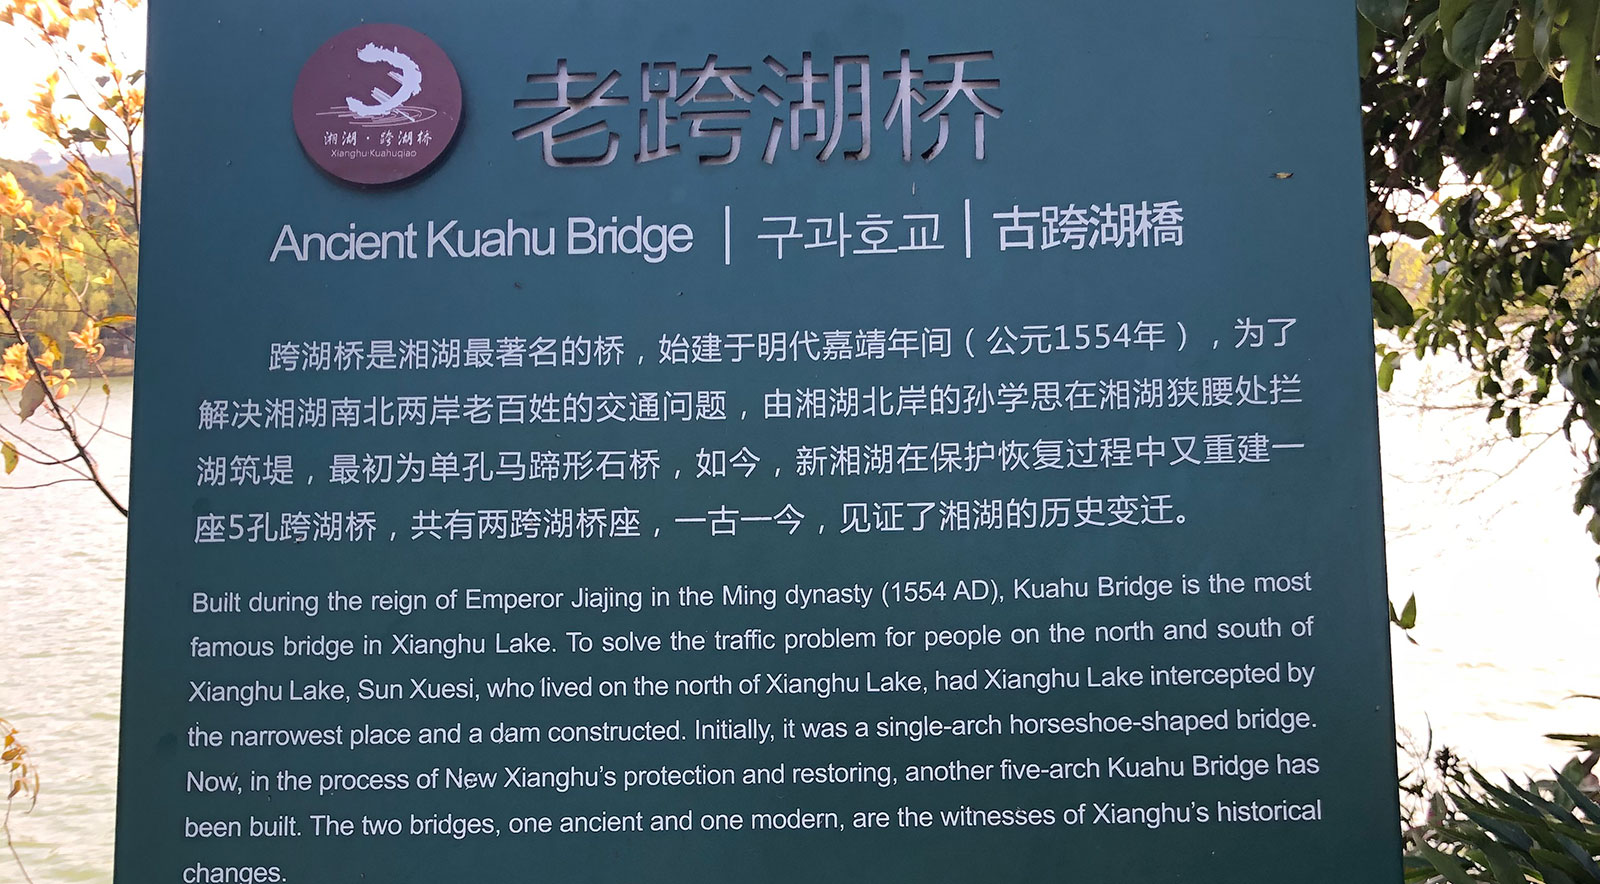 湘湖·跨湖桥
Xianghu·Kuahuqiao
老跨湖桥
Ancient Kuahu Bridge | 구과호교 | 古跨湖橋
跨湖桥是湘湖最著名的桥，始建于明代嘉靖年间（公元1554年），为了
解决湘湖南北两岸老百姓的交通问题，由湘湖北岸的孙学思在湘湖狭腰处拦
湖筑堤，最初为单孔马蹄形石桥，如今，新湘湖在保护恢复过程中又重建一
座5孔跨湖桥，共有两跨湖桥座，一古一今，见证了湘湖的历史变迁。
Built during the reign of Emperor Jiajing in the Ming dynasty (1554 AD), Kuahu Bridge is the most
famous bridge in Xianghu Lake. To solve the traffic problem for people on the north and south of
Xianghu Lake, Sun Xuesi, who lived on the north of Xianghu Lake, had Xianghu Lake intercepted by
the narrowest place and a dam constructed. Initially, it was a single-arch horseshoe-shaped bridge.
Now, in the process of New Xianghu's protection and restoring, another five-arch Kuahu Bridge has
been built. The two bridges, one ancient and one modern, are the witnesses of Xianghu's historical
changes.